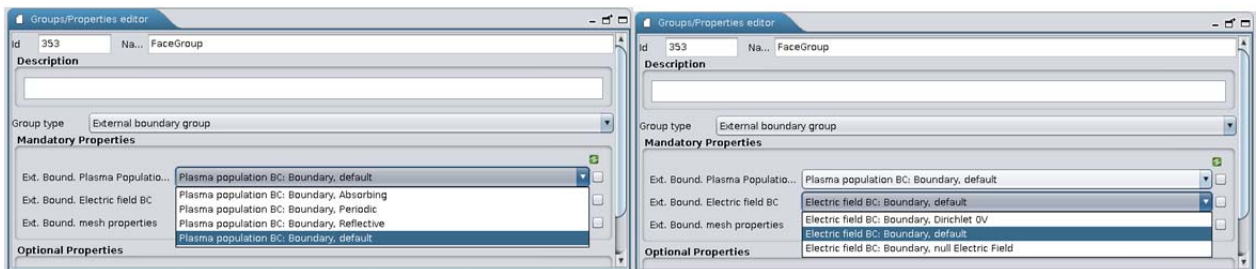 Groups/Properties editor
Id 353 Na... FaceGroup
Description
Group type External boundary group
Mandatory Properties
Ext. Bound. Plasma Populatio... Plasma population BC: Boundary, default
Plasma population BC: Boundary, Absorbing
Ext. Bound. Electric field BC
Plasma population BC: Boundary, Periodic
Plasma population BC: Boundary, Reflective
Ext. Bound. mesh properties
Plasma population BC: Boundary, default
Optional Properties
Groups/Properties editor
Id 353 Na... FaceGroup
Description
Group type External boundary group
Mandatory Properties
Ext. Bound. Plasma Populatio... Plasma population BC: Boundary, default
Ext. Bound. Electric field BC Electric field BC: Boundary, default
Electric field BC: Boundary, Dirichlet 0V
Ext. Bound. mesh properties
Electric field BC: Boundary, default
Electric field BC: Boundary, null Electric Field
Optional Properties